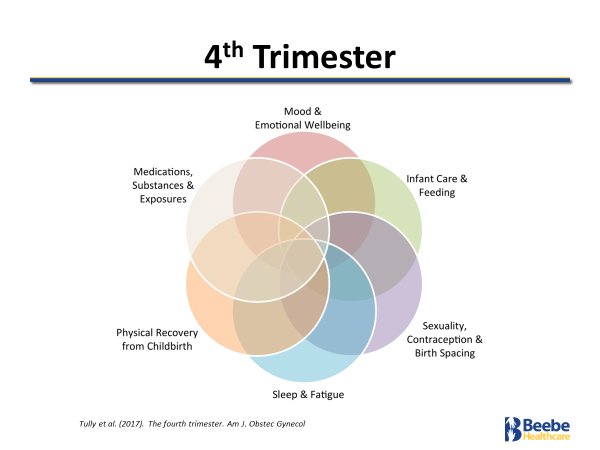 4th Trimester
Mood &
Emotional Wellbeing
Medications,
Substances &
Exposures
Infant Care &
Feeding
Physical Recovery
from Childbirth
Sexuality,
Contraception &
Birth Spacing
Sleep & Fatigue
Tully et al. (2017). The fourth trimester. Am J. Obstec Gynecol
Beebe
Healthcare